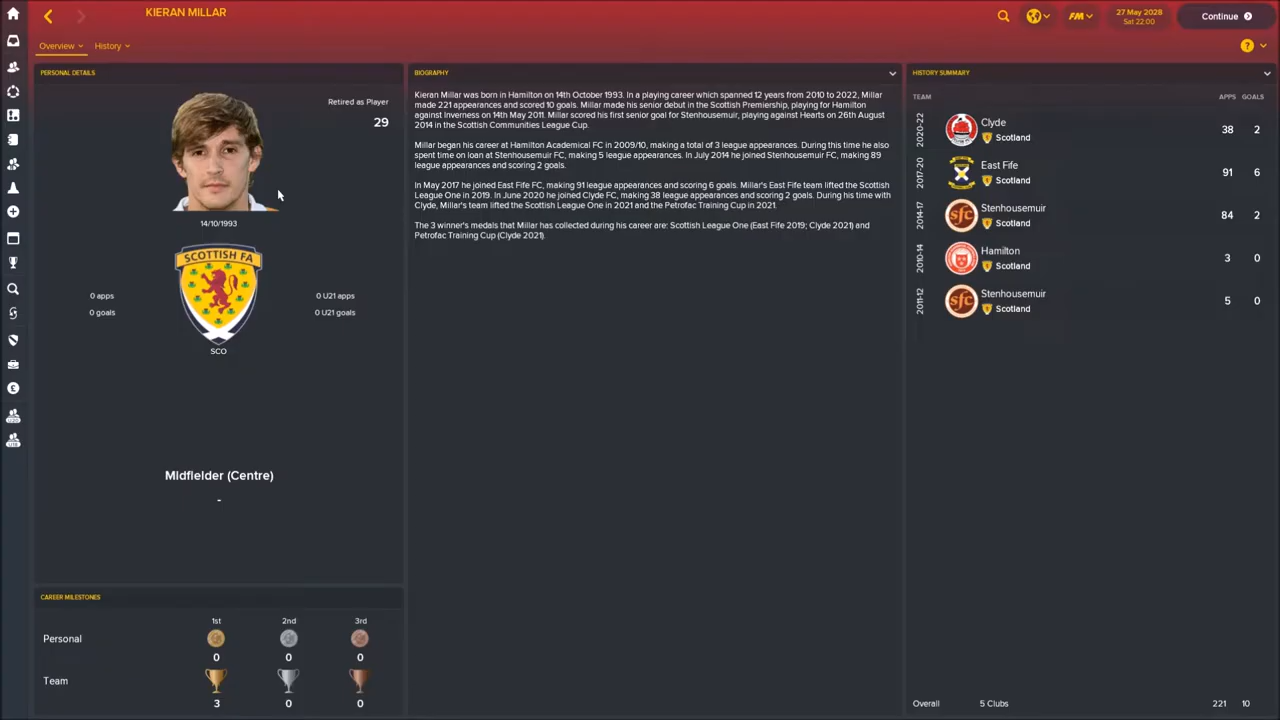 KIERAN MILLAR
FM
27 May 2028
Sat 22:00
Continue
Overview
History
?
PERSONAL DETAILS
Retired as Player
29
14/10/1993
SCOTTISH FA
0 apps
0 goals
0 U21 apps
0 U21 goals
SCO
Midfielder (Centre)
-
CAREER MILESTONES
1st 2nd 3rd
Personal
0 0 0
Team
3 0 0
BIOGRAPHY
Kieran Millar was born in Hamilton on 14th October 1993. In a playing career which spanned 12 years from 2010 to 2022, Millar
made 221 appearances and scored 10 goals. Millar made his senior debut in the Scottish Premiership, playing for Hamilton
against Inverness on 14th May 2011. Millar scored his first senior goal for Stenhousemuir, playing against Hearts on 26th August
2014 in the Scottish Communities League Cup.
Millar began his career at Hamilton Academical FC in 2009/10, making a total of 3 league appearances. During this time he also
spent time on loan at Stenhousemuir FC, making 5 league appearances. In July 2014 he joined Stenhousemuir FC, making 89
league appearances and scoring 2 goals.
In May 2017 he joined East Fife FC, making 91 league appearances and scoring 6 goals. Millar's East Fife team lifted the Scottish
League One in 2019. In June 2020 he joined Clyde FC, making 38 league appearances and scoring 2 goals. During his time with
Clyde, Millar's team lifted the Scottish League One in 2021 and the Petrofac Training Cup in 2021.
The 3 winner's medals that Millar has collected during his career are: Scottish League One (East Fife 2019; Clyde 2021) and
Petrofac Training Cup (Clyde 2021).
HISTORY SUMMARY
TEAM APPS GOALS
2020-22 Clyde 38 2
Scotland
2017-20 East Fife 91 6
Scotland
2014-17 sfc Stenhousemuir 84 2
Scotland
2010-14 Hamilton 3 0
Scotland
2011-12 sfc Stenhousemuir 5 0
Scotland
Overall 5 Clubs 221 10